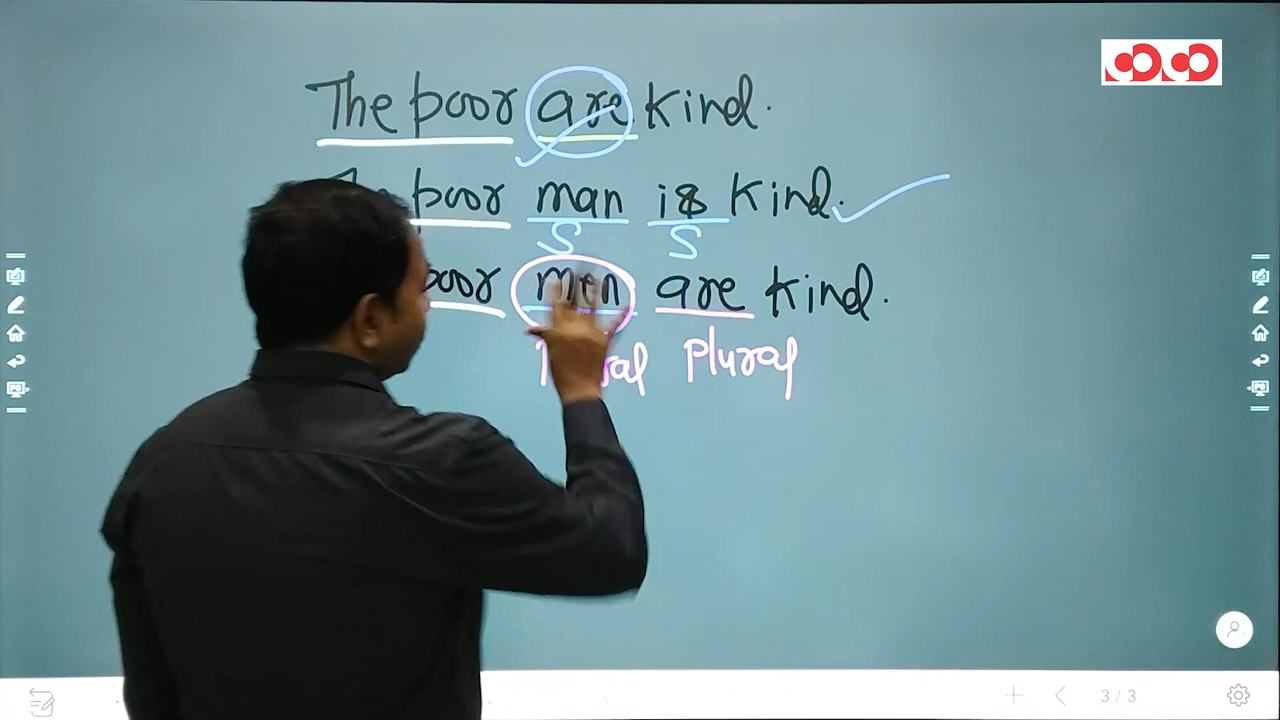 The poor are kind.
poor man is kind.
S S
poor men are kind.
Plural
3/3